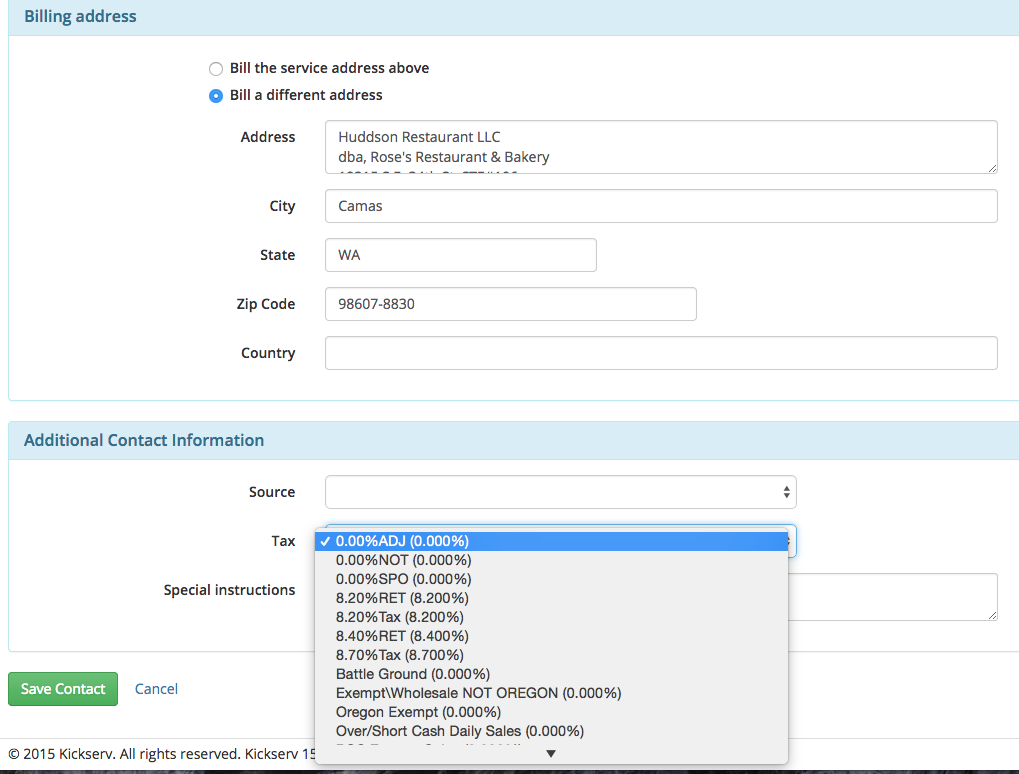 Billing address
Bill the service address above
Bill a different address
Address
Huddson Restaurant LLC
dba, Rose's Restaurant & Bakery
City
Camas
State
WA
Zip Code
98607-8830
Country
Additional Contact Information
Source
Tax
✓ 0.00%ADJ (0.000%)
0.00%NOT (0.000%)
0.00%SPO (0.000%)
8.20%RET (8.200%)
8.20%Tax (8.200%)
8.40%RET (8.400%)
8.70%Tax (8.700%)
Battle Ground (0.000%)
Exempt\Wholesale NOT OREGON (0.000%)
Oregon Exempt (0.000%)
Over/Short Cash Daily Sales (0.000%)
Special instructions
Save Contact
Cancel
© 2015 Kickserv. All rights reserved. Kickserv 15